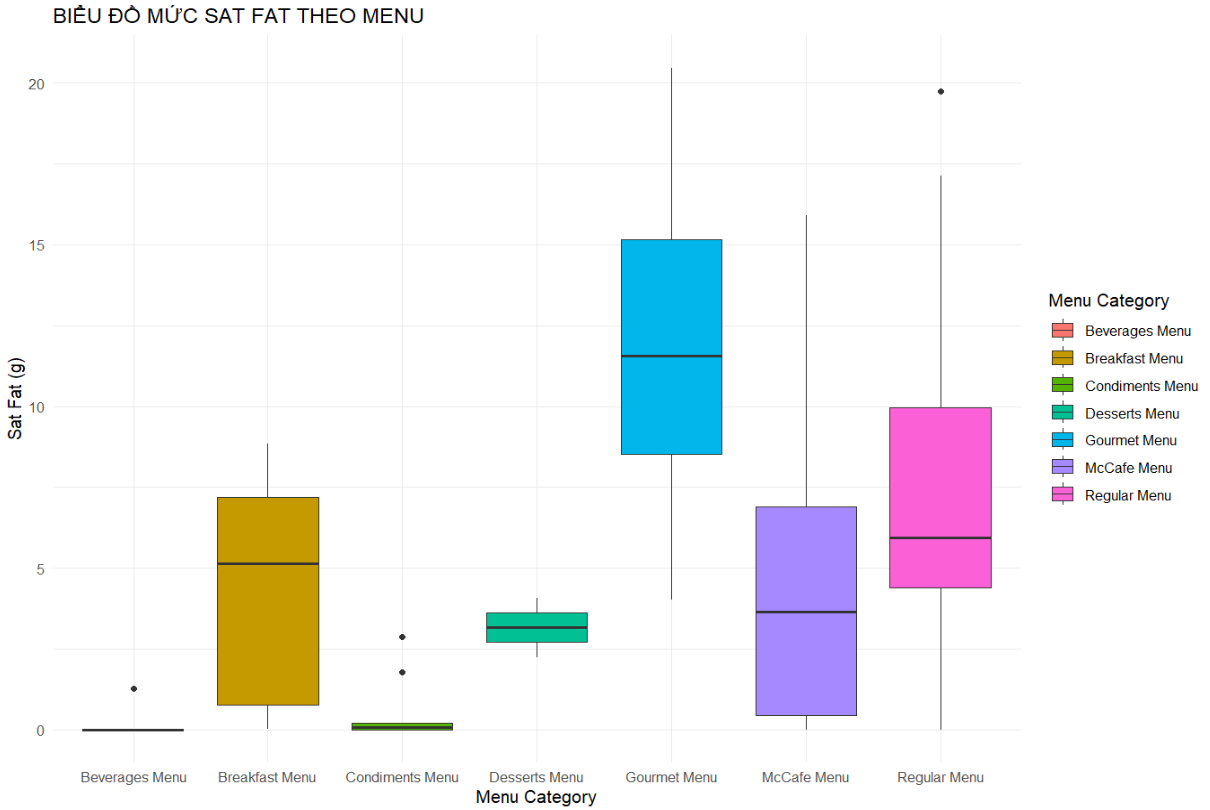 BIỂU ĐỒ MỨC SAT FAT THEO MENU
20
15
10
5
0
Sat Fat (g)
Beverages Menu
Breakfast Menu
Condiments Menu
Desserts Menu
Gourmet Menu
McCafe Menu
Regular Menu
Menu Category
Menu Category
Beverages Menu
Breakfast Menu
Condiments Menu
Desserts Menu
Gourmet Menu
McCafe Menu
Regular Menu